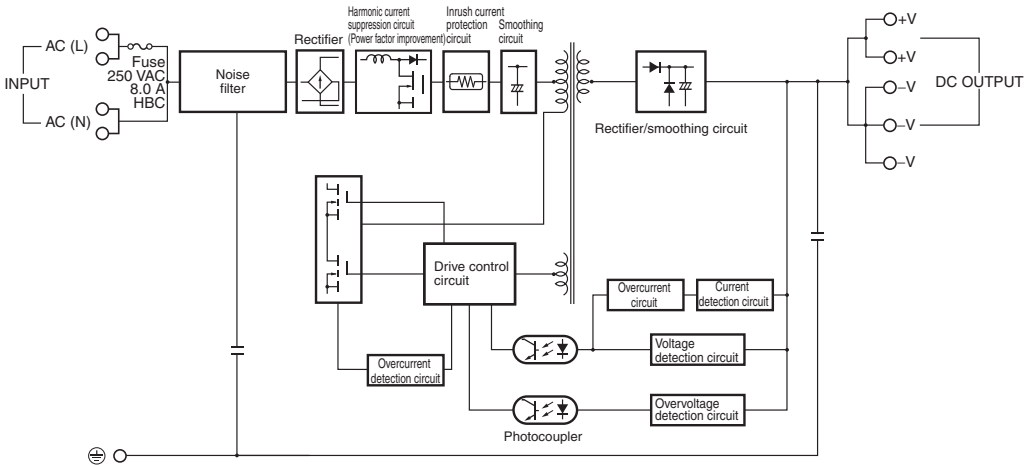 Harmonic current
suppression circuit
(Power factor improvement)
Inrush current
protection
circuit
Smoothing
circuit
Rectifier
AC (L)
Fuse
250 VAC
8.0 A
HBC
INPUT
AC (N)
Noise
filter
Rectifier/smoothing circuit
+V
+V
–V
–V
–V
DC OUTPUT
Drive control
circuit
Overcurrent
circuit
Current
detection circuit
Voltage
detection circuit
Overcurrent
detection circuit
Overvoltage
detection circuit
Photocoupler